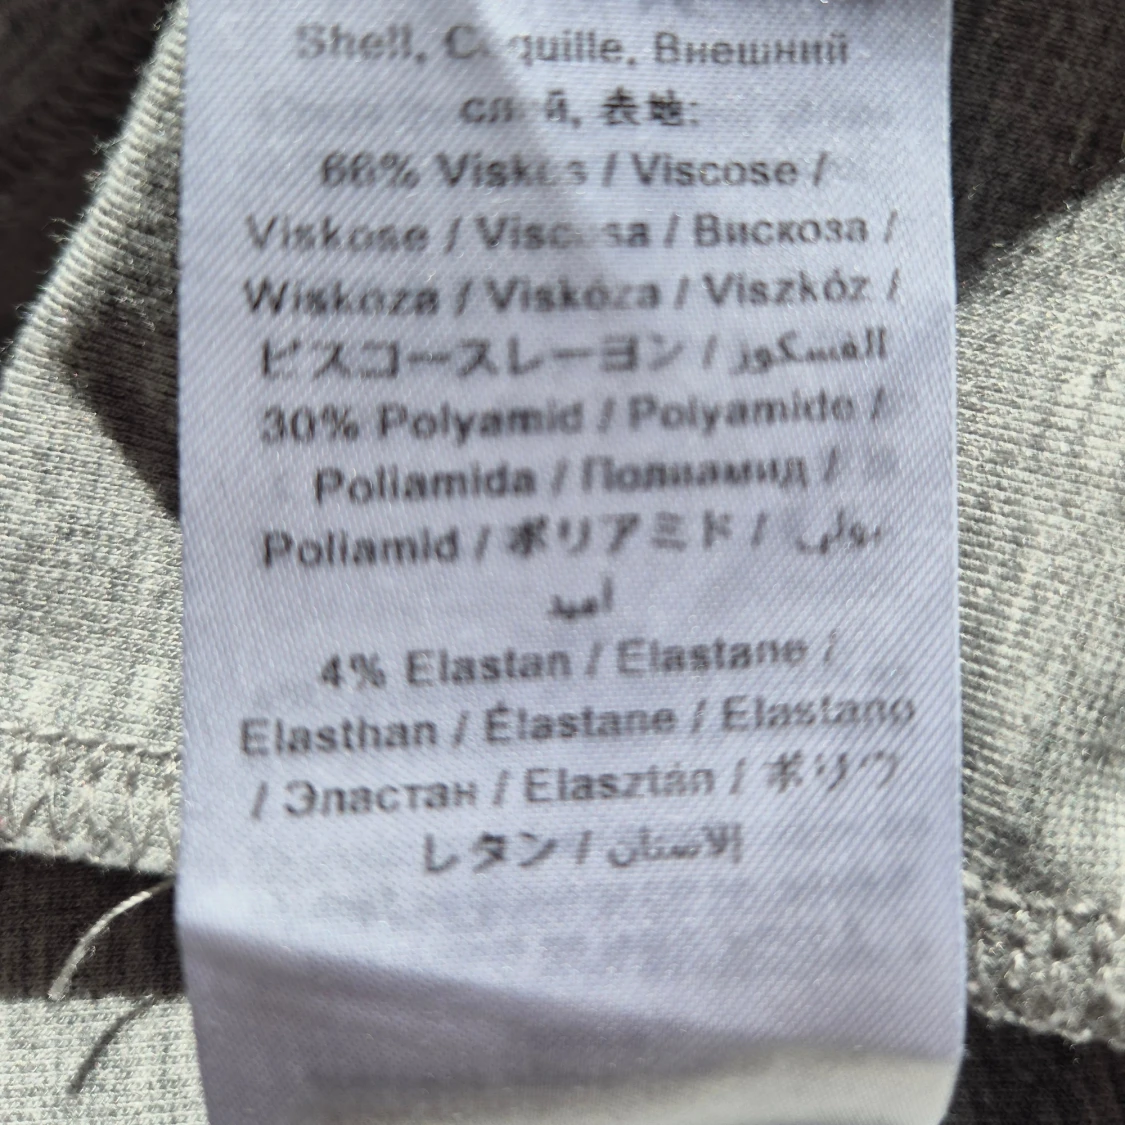 Shell, Coquille, Внешний
слой, 表地:
66% Viskos / Viscose /
Viskose / Viscosa / Вискоза /
Wiskoza / Viskóza / Viszkóz /
ビスコースレーヨン / الفسكوز
30% Polyamid / Polyamide /
Poliamida / Полиамид /
Poliamid / ポリアミド / بولي
أميد
4% Elastan / Elastane /
Elasthan / Élastane / Elastano
/ Эластан / Elasztán / ポリウ
レタン / الاستان